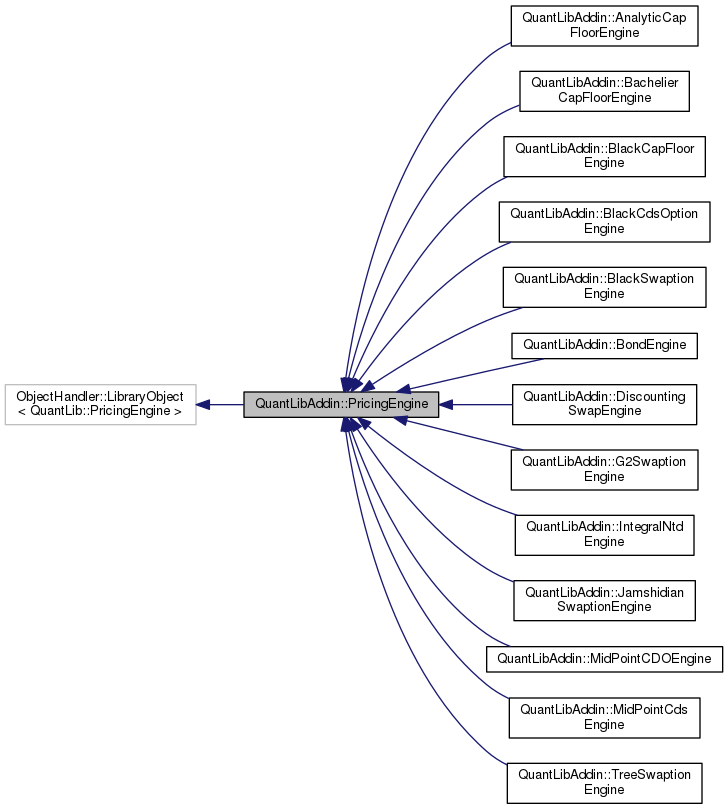 QuantLibAddin::AnalyticCap
FloorEngine
QuantLibAddin::Bachelier
CapFloorEngine
QuantLibAddin::BlackCapFloor
Engine
QuantLibAddin::BlackCdsOption
Engine
QuantLibAddin::BlackSwaption
Engine
QuantLibAddin::BondEngine
ObjectHandler::LibraryObject
< QuantLib::PricingEngine >
QuantLibAddin::PricingEngine
QuantLibAddin::Discounting
SwapEngine
QuantLibAddin::G2Swaption
Engine
QuantLibAddin::IntegralNtd
Engine
QuantLibAddin::Jamshidian
SwaptionEngine
QuantLibAddin::MidPointCDOEngine
QuantLibAddin::MidPointCds
Engine
QuantLibAddin::TreeSwaption
Engine